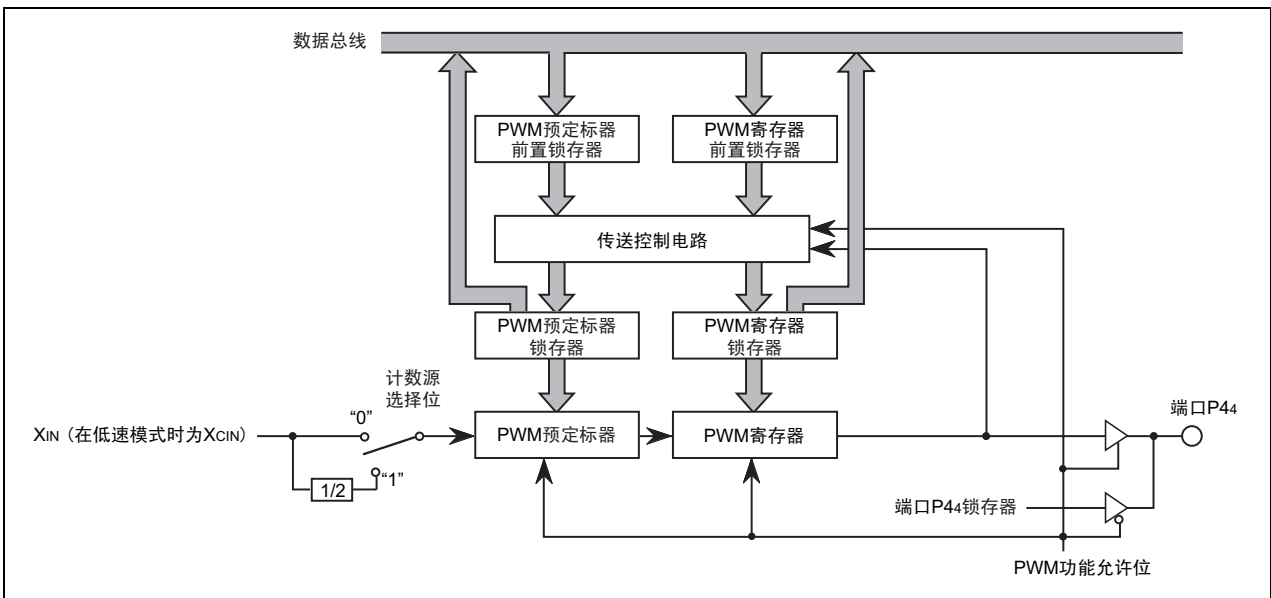 数据总线
PWM预定标器
前置锁存器
PWM寄存器
前置锁存器
传送控制电路
PWM预定标器
锁存器
PWM寄存器
锁存器
计数源
选择位
“0”
端口P44
XIN（在低速模式时为XCIN）
PWM预定标器
PWM寄存器
“1”
1/2
端口P44锁存器
PWM功能允许位